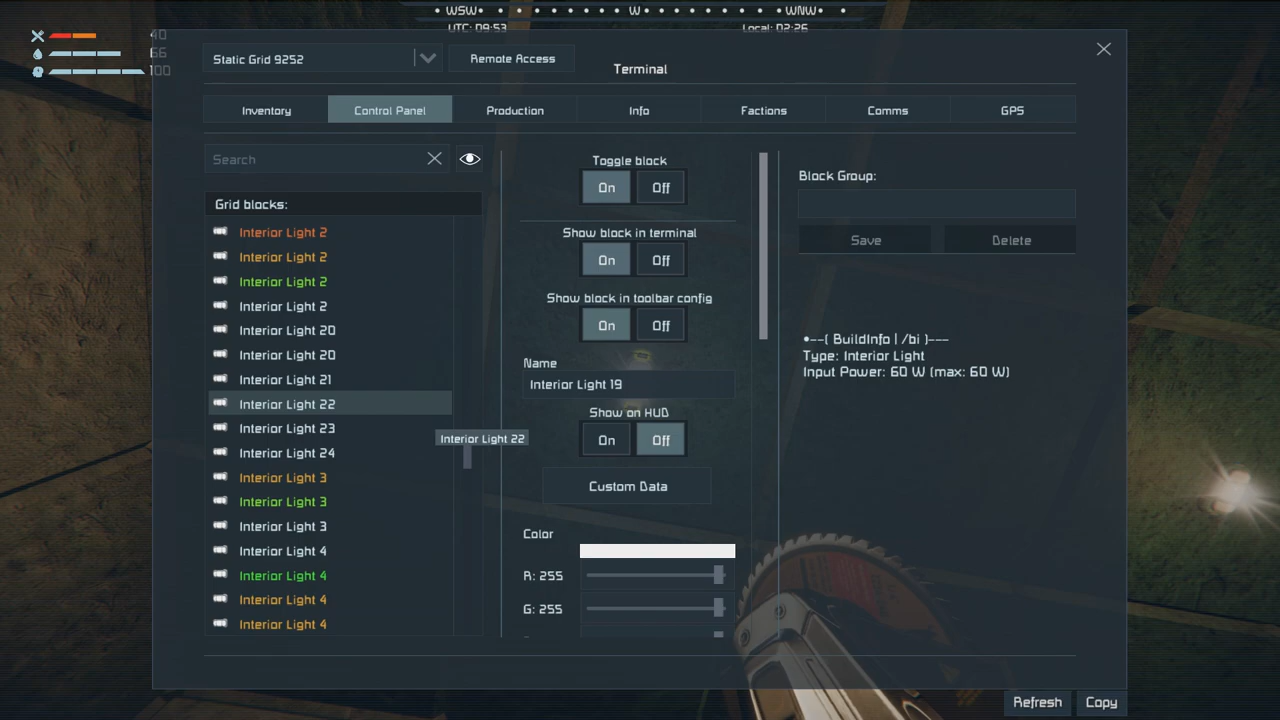 WSW W WNW
UTC: 09:53 Local: 02:26
40
66
100
Static Grid 9252
Remote Access
Terminal
Inventory
Control Panel
Production
Info
Factions
Comms
GPS
Search
Grid blocks:
Interior Light 2
Interior Light 2
Interior Light 2
Interior Light 2
Interior Light 20
Interior Light 20
Interior Light 21
Interior Light 22
Interior Light 23
Interior Light 24
Interior Light 3
Interior Light 3
Interior Light 3
Interior Light 4
Interior Light 4
Interior Light 4
Interior Light 4
Interior Light 22
Toggle block
On Off
Show block in terminal
On Off
Show block in toolbar config
On Off
Name
Interior Light 19
Show on HUD
On Off
Custom Data
Color
R: 255
G: 255
Block Group:
Save Delete
•--( BuildInfo | /bi )---
Type: Interior Light
Input Power: 60 W (max: 60 W)
Refresh Copy